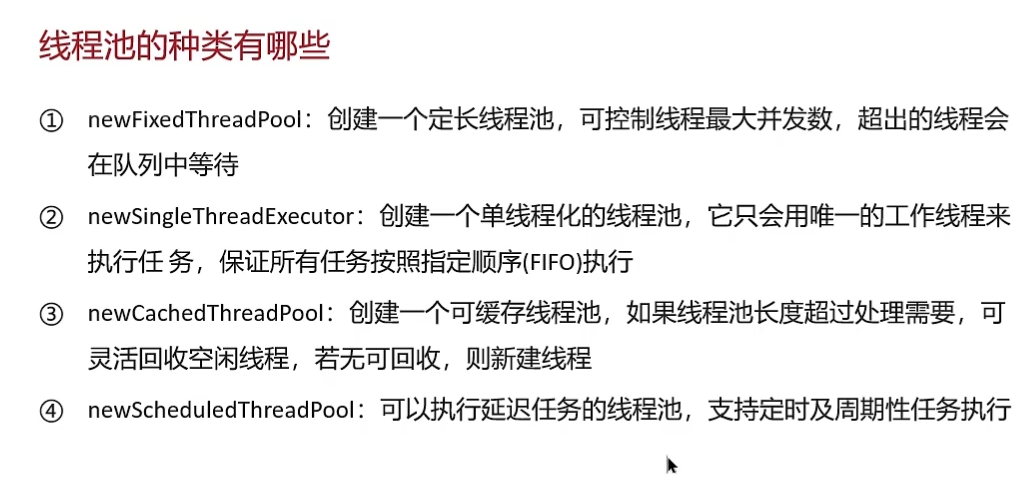 线程池的种类有哪些
① newFixedThreadPool：创建一个定长线程池，可控制线程最大并发数，超出的线程会
在队列中等待
② newSingleThreadExecutor：创建一个单线程化的线程池，它只会用唯一的工作线程来
执行任 务，保证所有任务按照指定顺序(FIFO)执行
③ newCachedThreadPool：创建一个可缓存线程池，如果线程池长度超过处理需要，可
灵活回收空闲线程，若无可回收，则新建线程
④ newScheduledThreadPool：可以执行延迟任务的线程池，支持定时及周期性任务执行